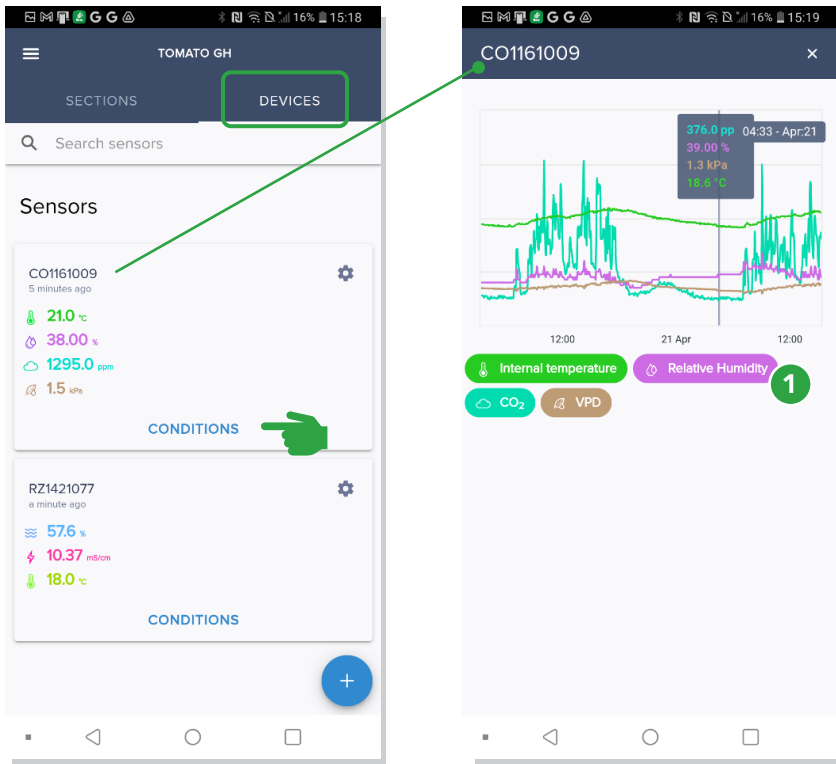 16% 15:18
TOMATO GH
SECTIONS
DEVICES
Search sensors
Sensors
CO1161009
5 minutes ago
21.0 °C
38.00 %
1295.0 ppm
1.5 kPa
CONDITIONS
RZ1421077
a minute ago
57.6 %
10.37 mS/cm
18.0 °C
CONDITIONS
+
16% 15:19
CO1161009
×
376.0 pp
04:33 - Apr:21
39.00 %
1.3 kPa
18.6 °C
12:00
21 Apr
12:00
Internal temperature
Relative Humidity
1
CO₂
VPD